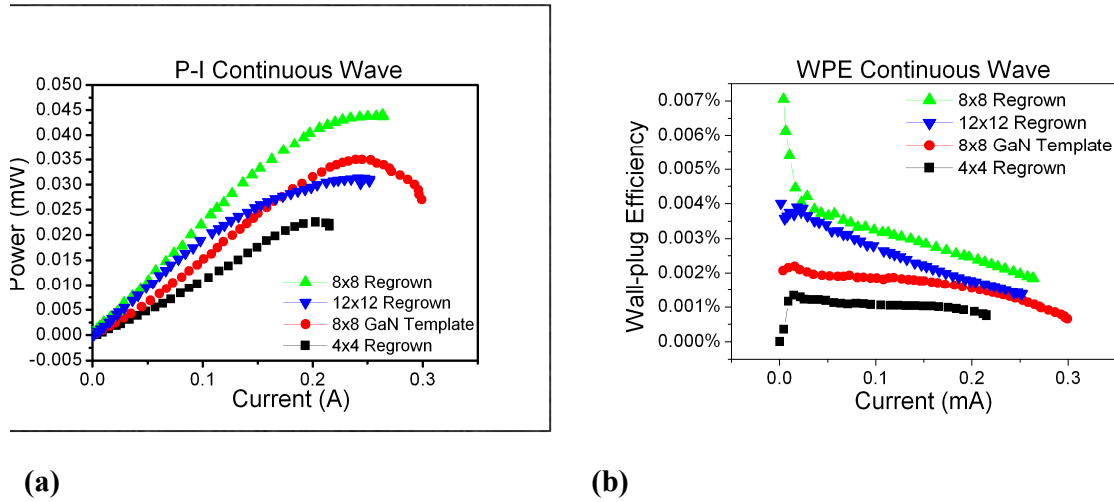 P-I Continuous Wave
Power (mW)
0.050
0.045
0.040
0.035
0.030
0.025
0.020
0.015
0.010
0.005
0.000
-0.005
8x8 Regrown
12x12 Regrown
8x8 GaN Template
4x4 Regrown
0.0 0.1 0.2 0.3
Current (A)
(a)
WPE Continuous Wave
Wall-plug Efficiency
0.007%
0.006%
0.005%
0.004%
0.003%
0.002%
0.001%
0.000%
8x8 Regrown
12x12 Regrown
8x8 GaN Template
4x4 Regrown
0.0 0.1 0.2 0.3
Current (mA)
(b)